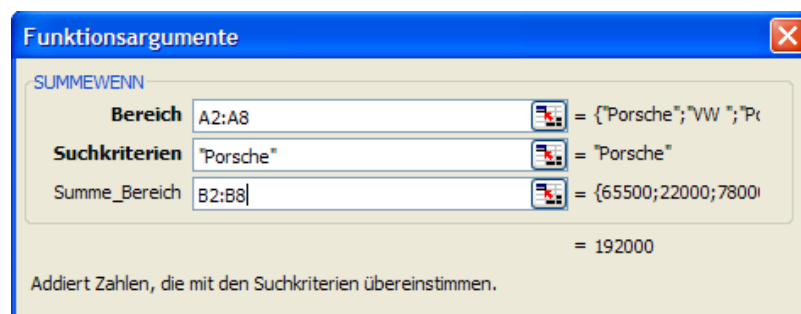 Funktionsargumente
SUMMEWENN
Bereich A2:A8 = {"Porsche";"VW ";"Po
Suchkriterien "Porsche" = "Porsche"
Summe_Bereich B2:B8 = {65500;22000;78000
= 192000
Addiert Zahlen, die mit den Suchkriterien übereinstimmen.